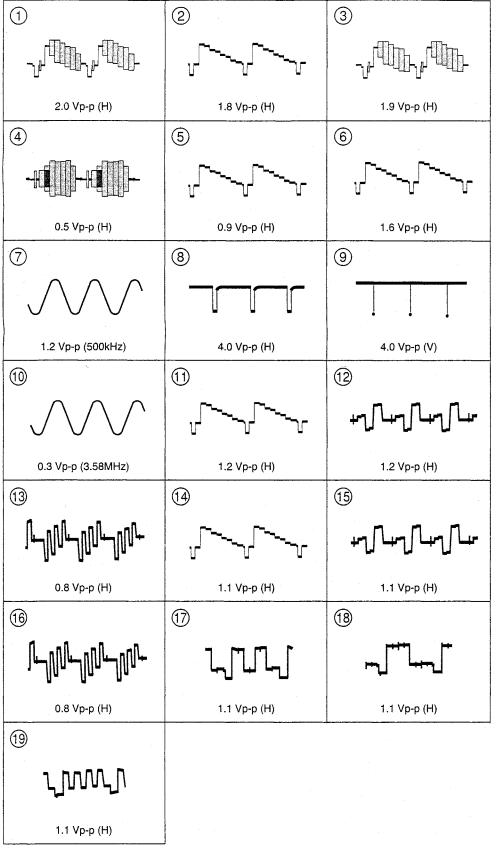 ① ② ③
2.0 Vp-p (H) 1.8 Vp-p (H) 1.9 Vp-p (H)
④ ⑤ ⑥
0.5 Vp-p (H) 0.9 Vp-p (H) 1.6 Vp-p (H)
⑦ ⑧ ⑨
1.2 Vp-p (500kHz) 4.0 Vp-p (H) 4.0 Vp-p (V)
⑩ ⑪ ⑫
0.3 Vp-p (3.58MHz) 1.2 Vp-p (H) 1.2 Vp-p (H)
⑬ ⑭ ⑮
0.8 Vp-p (H) 1.1 Vp-p (H) 1.1 Vp-p (H)
⑯ ⑰ ⑱
0.8 Vp-p (H) 1.1 Vp-p (H) 1.1 Vp-p (H)
⑲
1.1 Vp-p (H)